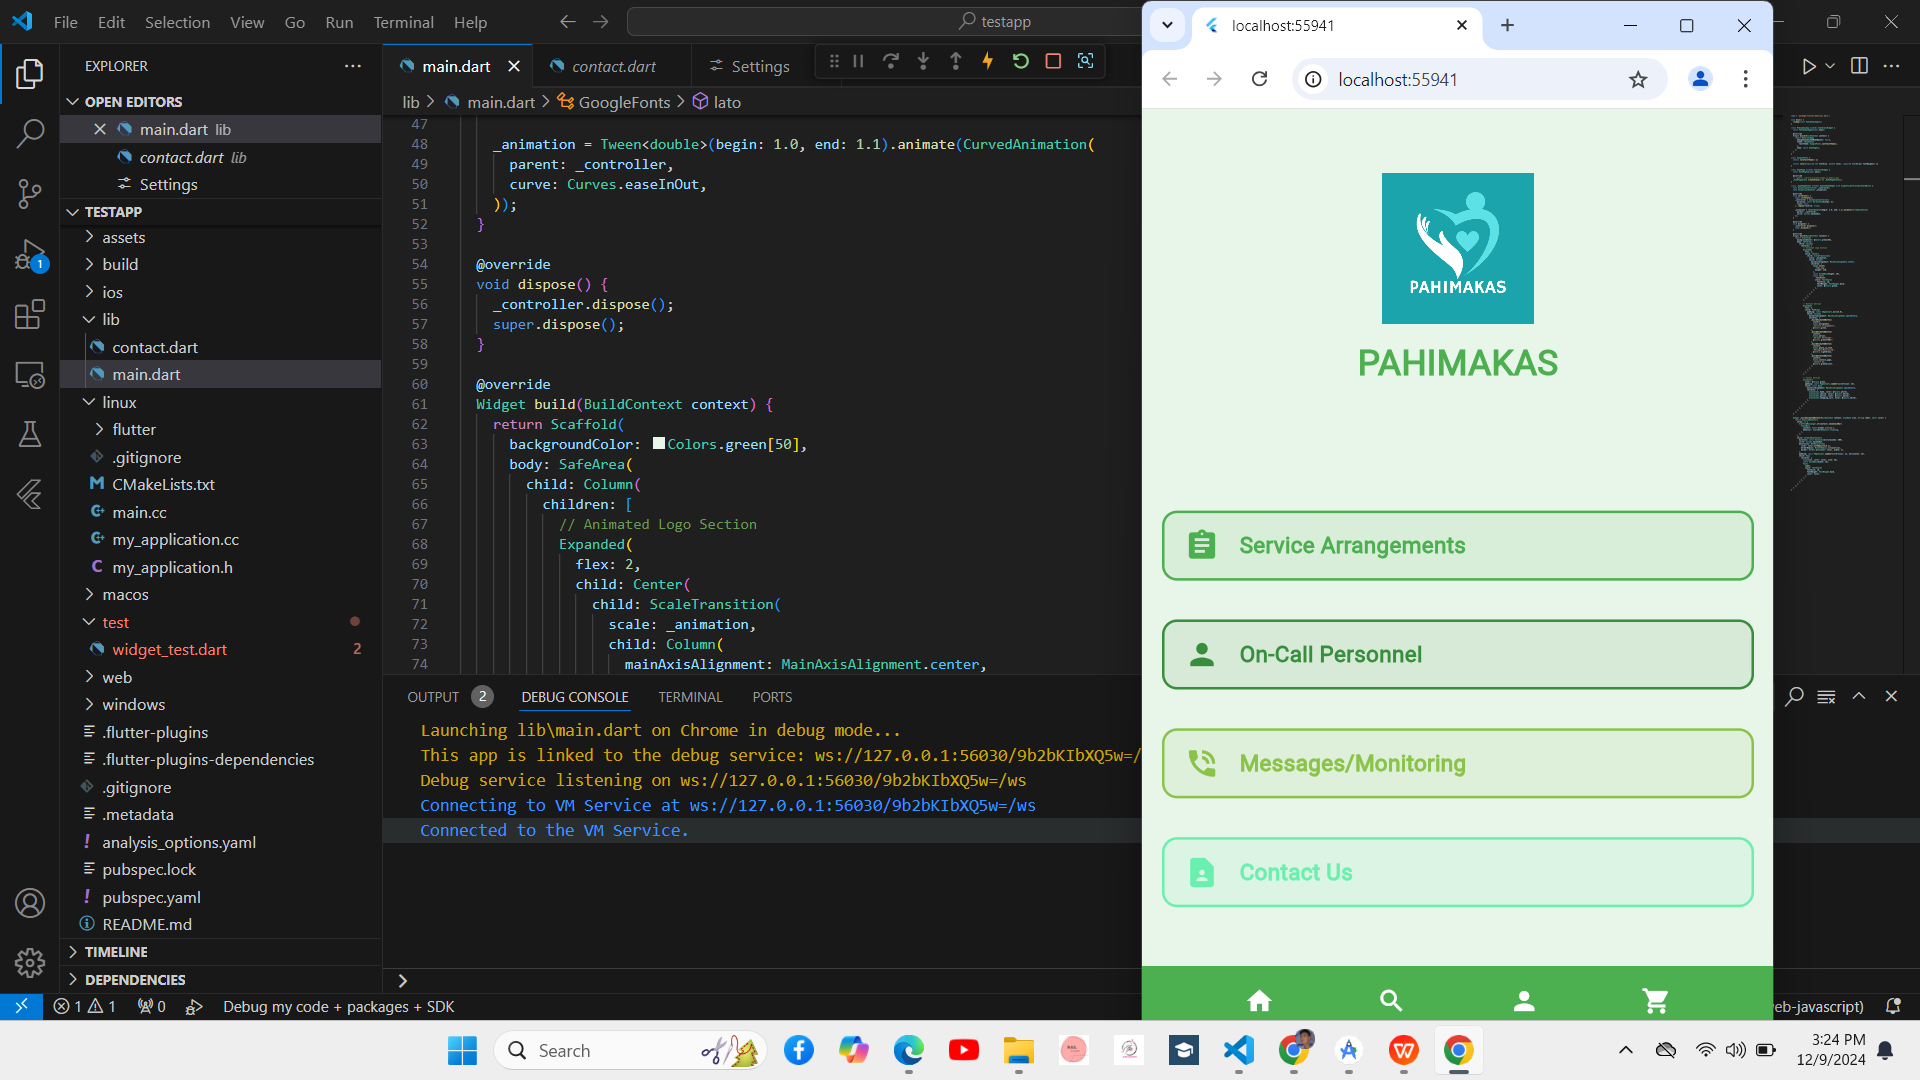 File Edit Selection View Go Run Terminal Help
testapp
EXPLORER
OPEN EDITORS
main.dart lib
contact.dart lib
Settings
TESTAPP
assets
build
ios
lib
contact.dart
main.dart
linux
flutter
.gitignore
CMakeLists.txt
main.cc
my_application.cc
my_application.h
macos
test
widget_test.dart 2
web
windows
.flutter-plugins
.flutter-plugins-dependencies
.gitignore
.metadata
analysis_options.yaml
pubspec.lock
pubspec.yaml
README.md
TIMELINE
DEPENDENCIES
main.dart
contact.dart
Settings
lib > main.dart > GoogleFonts > lato
47
48 _animation = Tween<double>(begin: 1.0, end: 1.1).animate(CurvedAnimation(
49 parent: _controller,
50 curve: Curves.easeInOut,
51 ));
52 }
53
54 @override
55 void dispose() {
56 _controller.dispose();
57 super.dispose();
58 }
59
60 @override
61 Widget build(BuildContext context) {
62 return Scaffold(
63 backgroundColor: Colors.green[50],
64 body: SafeArea(
65 child: Column(
66 children: [
67 // Animated Logo Section
68 Expanded(
69 flex: 2,
70 child: Center(
71 child: ScaleTransition(
72 scale: _animation,
73 child: Column(
74 mainAxisAlignment: MainAxisAlignment.center,
OUTPUT 2 DEBUG CONSOLE TERMINAL PORTS
Launching lib\main.dart on Chrome in debug mode...
This app is linked to the debug service: ws://127.0.0.1:56030/9b2bKIbXQ5w=/
Debug service listening on ws://127.0.0.1:56030/9b2bKIbXQ5w=/ws
Connecting to VM Service at ws://127.0.0.1:56030/9b2bKIbXQ5w=/ws
Connected to the VM Service.
localhost:55941
localhost:55941
PAHIMAKAS
PAHIMAKAS
Service Arrangements
On-Call Personnel
Messages/Monitoring
Contact Us
1
1 1 0 Debug my code + packages + SDK
eb-javascript)
Search
3:24 PM
12/9/2024